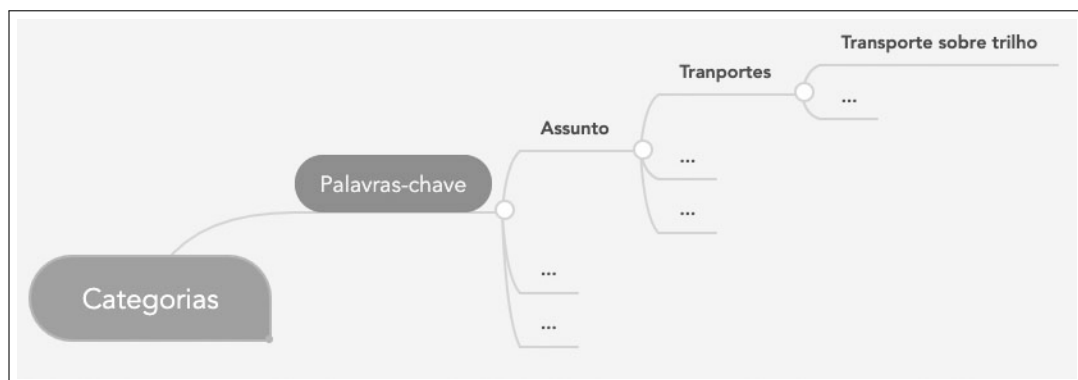 Transporte sobre trilho
Tranportes
...
Assunto
...
Palavras-chave
...
...
Categorias
...